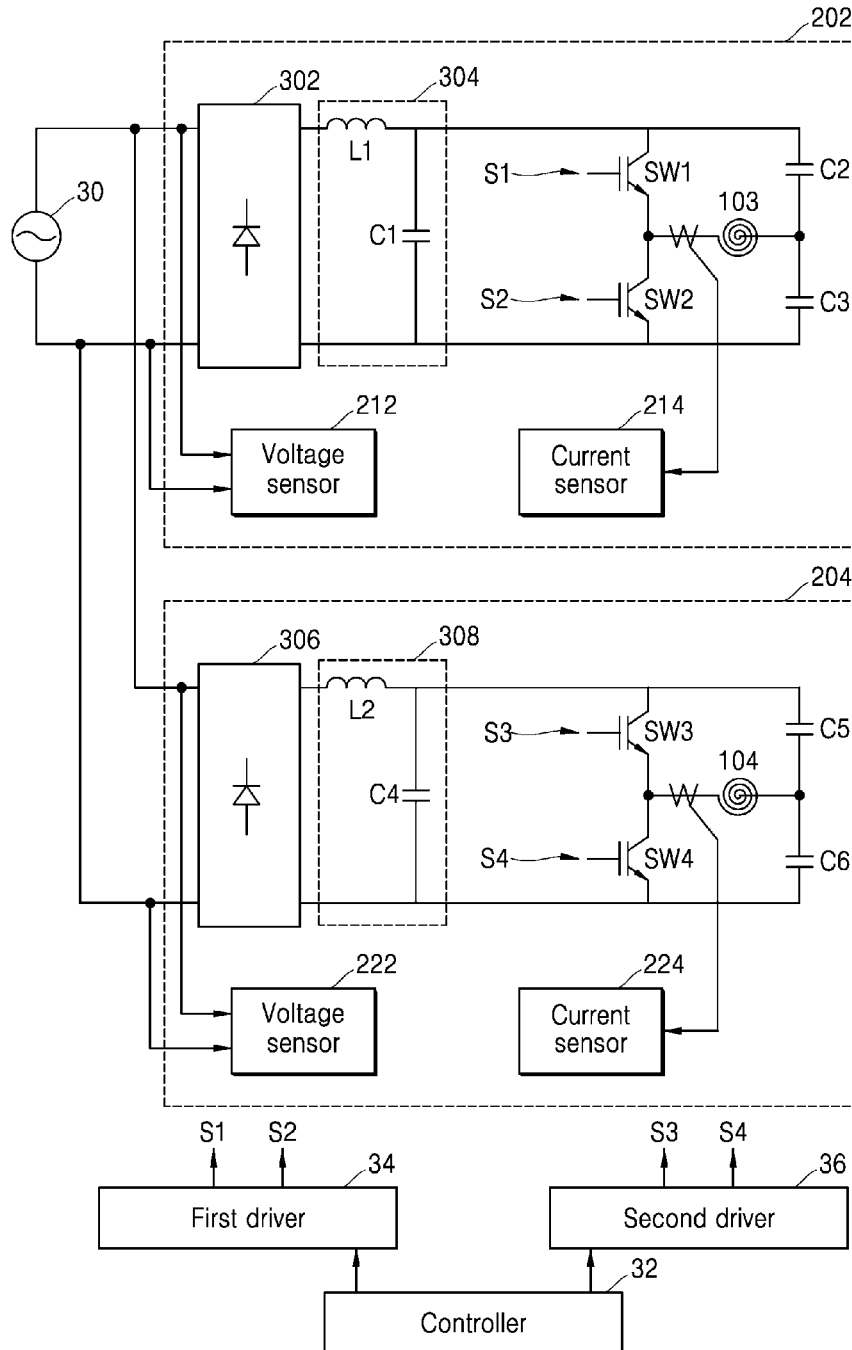 202
302
304
L1
S1
SW1
C2
30
103
C1
S2
SW2
C3
212
214
Voltage
sensor
Current
sensor
204
306
308
L2
S3
SW3
C5
104
C4
S4
SW4
C6
222
224
Voltage
sensor
Current
sensor
S1
S2
S3
S4
34
36
First driver
Second driver
32
Controller